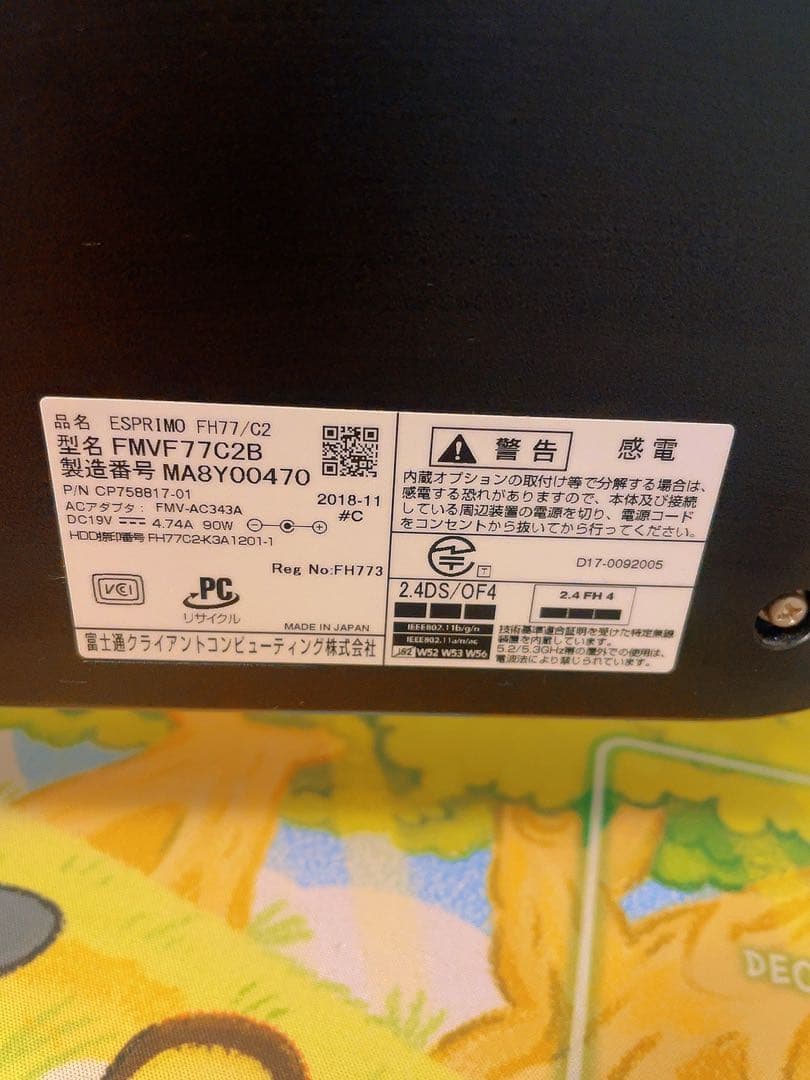 品名 ESPRIMO FH77/C2
型名 FMVF77C2B
製造番号 MA8Y00470
P/N CP758817-01
ACアダプタ: FMV-AC343A
DC19V 4.74A 90W
HDD捺印番号 FH77C2-K3A1201-1
2018-11
#C
Reg No:FH773
VCI
PC
リサイクル
MADE IN JAPAN
富士通クライアントコンピューティング株式会社
警告 感電
内蔵オプションの取付け等で分解する場合は、
感電する恐れがありますので、本体及び接続
している周辺装置の電源を切り、電源コード
をコンセントから抜いてから行ってください。
T D17-0092005
2.4DS/OF4
2.4 FH 4
IEEE802.11b/g/n
IEEE802.11a/n/ac
J52 W52 W53 W56
技術基準適合証明を受けた特定無線
装置を内蔵しています。
5.2/5.3GHz帯の屋外での使用は、
電波法により禁じられています。
DEC